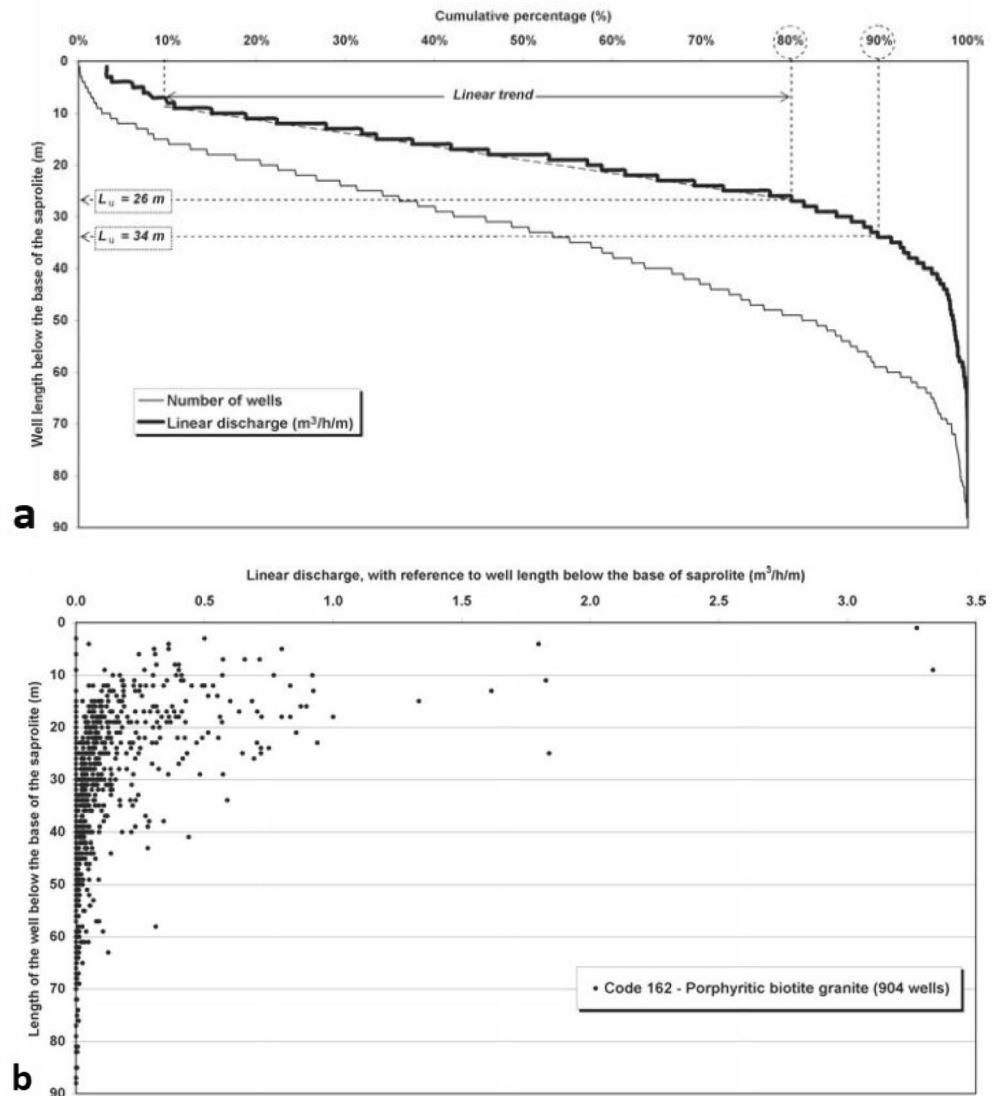 Cumulative percentage (%)
0% 10% 20% 30% 40% 50% 60% 70% 80% 90% 100%
0
10
20
30
40
50
60
70
80
90
Well length below the base of the saprolite (m)
Linear trend
L u = 26 m
L u = 34 m
Number of wells
Linear discharge (m³/h/m)
a
Linear discharge, with reference to well length below the base of saprolite (m³/h/m)
0.0 0.5 1.0 1.5 2.0 2.5 3.0 3.5
0
10
20
30
40
50
60
70
80
90
Length of the well below the base of the saprolite (m)
Code 162 - Porphyritic biotite granite (904 wells)
b